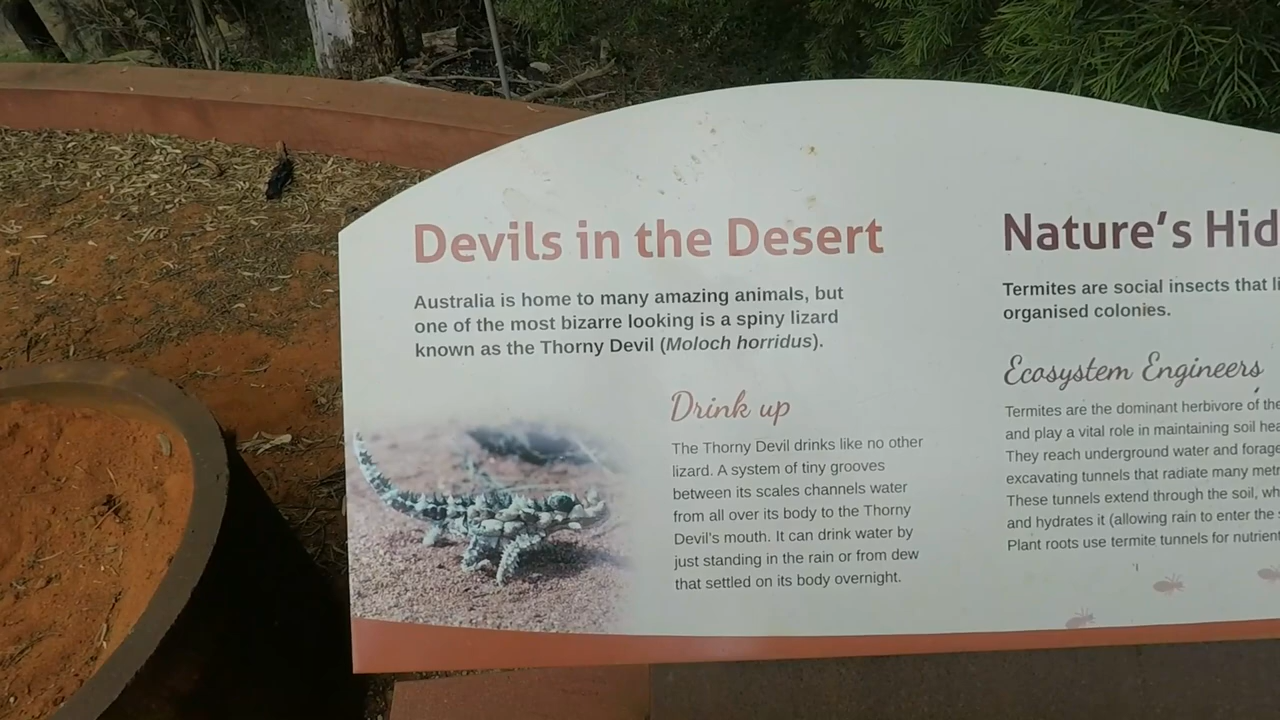 Devils in the Desert
Australia is home to many amazing animals, but
one of the most bizarre looking is a spiny lizard
known as the Thorny Devil (Moloch horridus).
Drink up
The Thorny Devil drinks like no other
lizard. A system of tiny grooves
between its scales channels water
from all over its body to the Thorny
Devil's mouth. It can drink water by
just standing in the rain or from dew
that settled on its body overnight.
Nature's Hid
Termites are social insects that li
organised colonies.
Ecosystem Engineers
Termites are the dominant herbivore of the
and play a vital role in maintaining soil hea
They reach underground water and forage
excavating tunnels that radiate many metr
These tunnels extend through the soil, wh
and hydrates it (allowing rain to enter the
Plant roots use termite tunnels for nutrient